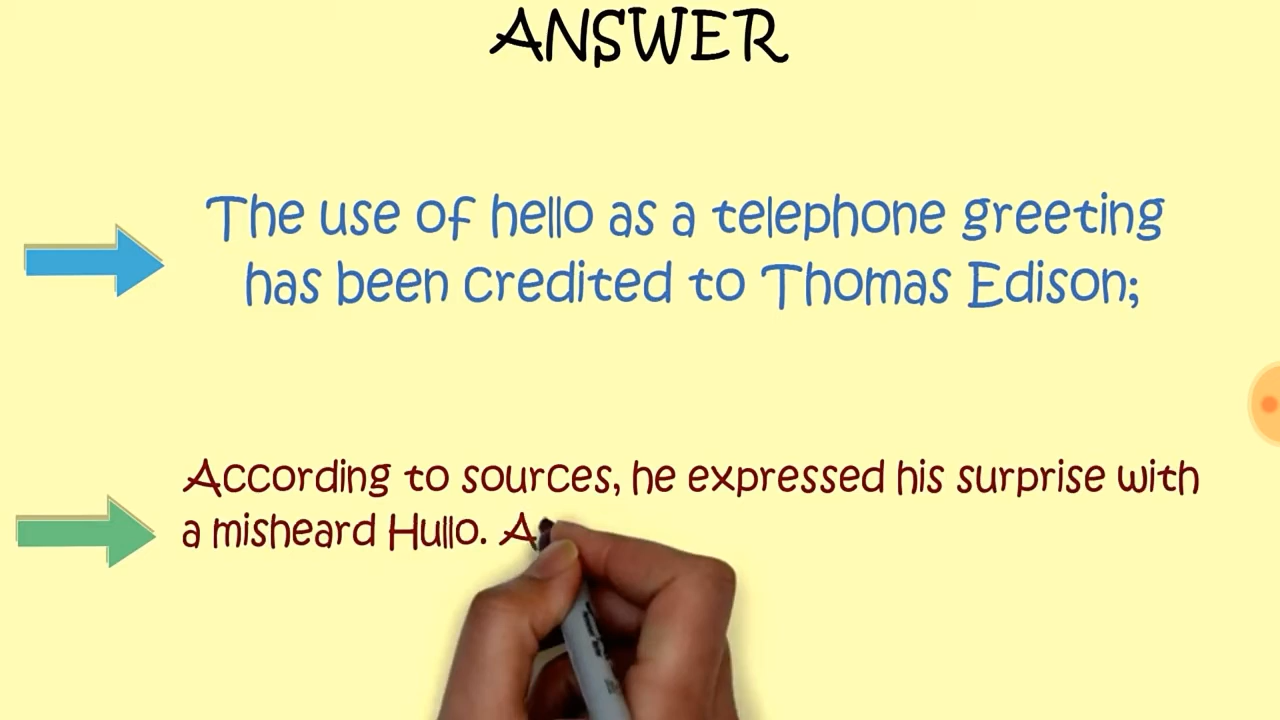 ANSWER
The use of hello as a telephone greeting
has been credited to Thomas Edison;
According to sources, he expressed his surprise with
a misheard Hullo. A